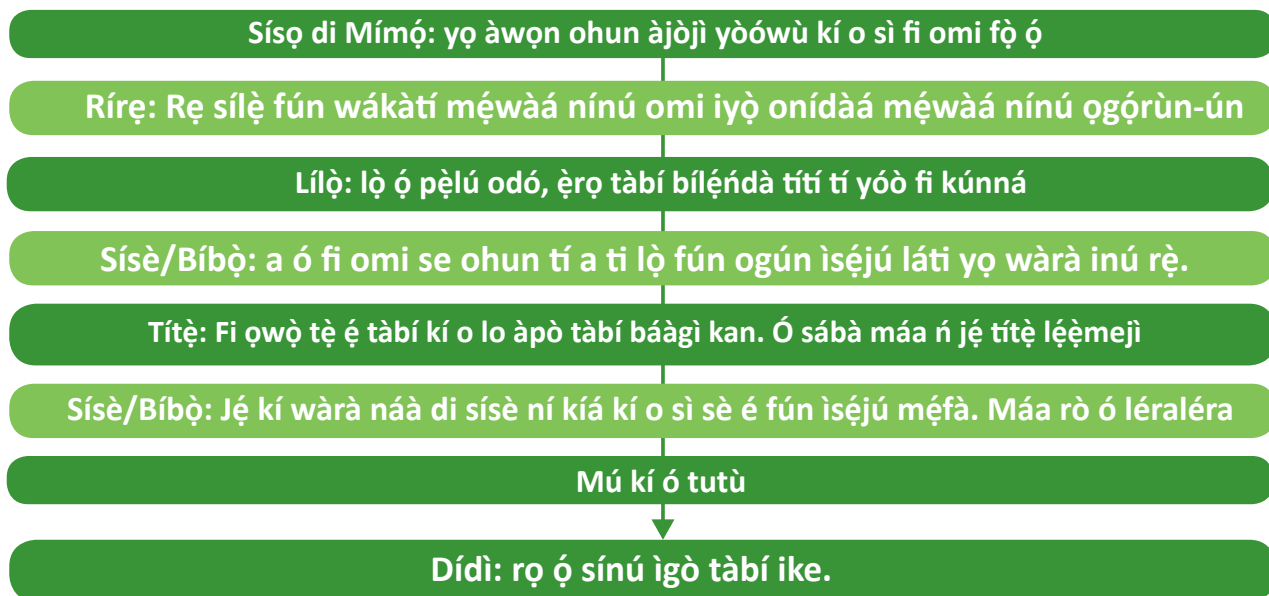 Sísọ di Mímọ́: yọ àwọn ohun àjòjì yòówù kí o sì fi omi fọ̀ ọ́
Rírẹ: Rẹ sílẹ̀ fún wákàtí mẹ́wàá nínú omi iyọ̀ onídàá mẹ́wàá nínú ọgọ́rùn-ún
Lílọ̀: lọ̀ ọ́ pẹ̀lú odó, ẹ̀rọ tàbí bílẹ́ńdà títí tí yóò fi kúnná
Sísè/Bíbọ̀: a ó fi omi se ohun tí a ti lọ̀ fún ogún ìsẹ́jú láti yọ wàrà inú rẹ̀.
Títẹ̀: Fi ọwọ̀ tẹ̀ ẹ́ tàbí kí o lo àpò tàbí báàgì kan. Ó sábà máa ń jẹ́ títẹ̀ lẹ́ẹ̀mejì
Sísè/Bíbọ̀: Jẹ́ kí wàrà náà di sísè ní kíá kí o sì sè é fún ìsẹ́jú mẹ́fà. Máa rò ó léraléra
Mú kí ó tutù
Dídì: rọ ọ́ sínú ìgò tàbí ike.